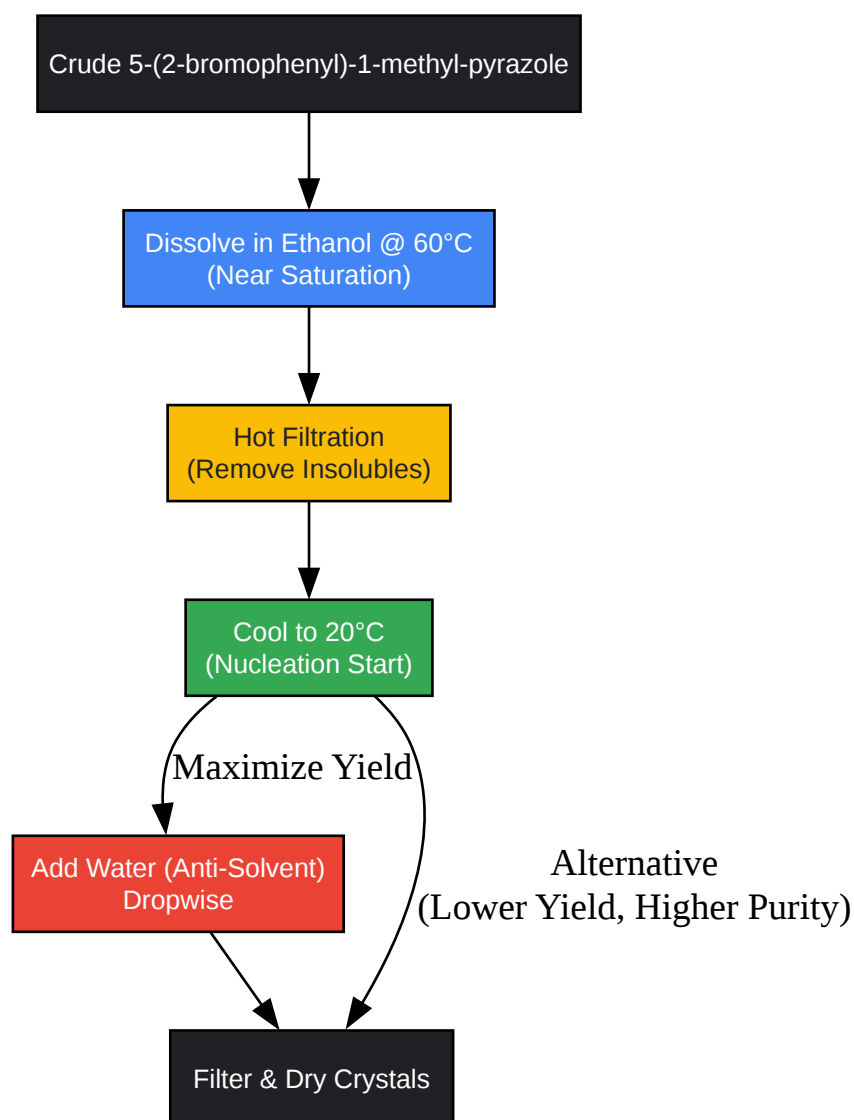 Crude 5-(2-bromophenyl)-1-methyl-pyrazole
Dissolve in Ethanol @ 60°C
(Near Saturation)
Hot Filtration
(Remove Insolubles)
Cool to 20°C
(Nucleation Start)
Maximize Yield
Add Water (Anti-Solvent)
Dropwise
Alternative
(Lower Yield, Higher Purity)
Filter & Dry Crystals